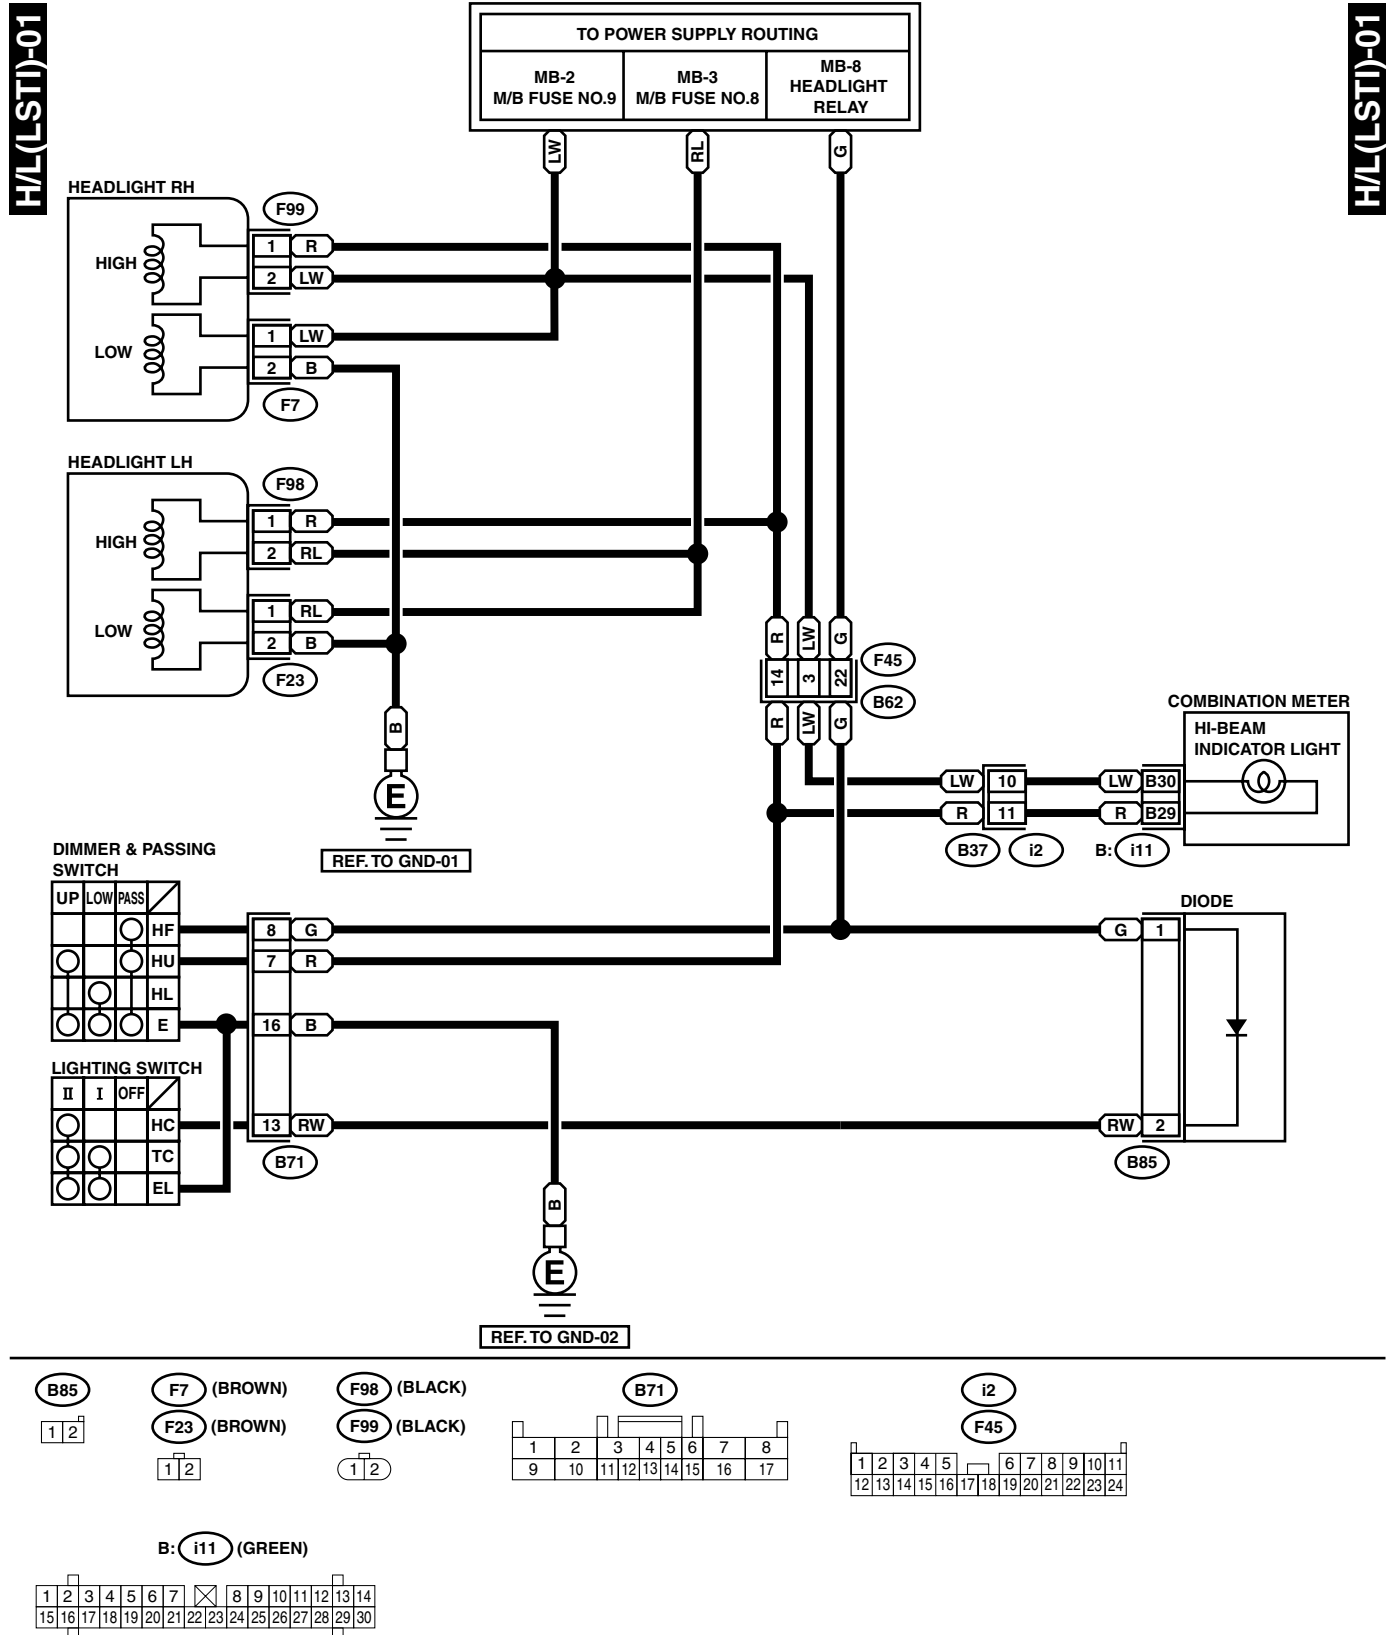 H/L(LSTI)-01
H/L(LSTI)-01
TO POWER SUPPLY ROUTING
MB-2
M/B FUSE NO.9
MB-3
M/B FUSE NO.8
MB-8
HEADLIGHT
RELAY
LW
RL
G
HEADLIGHT RH
F99
HIGH
1 R
2 LW
LOW
1 LW
2 B
F7
HEADLIGHT LH
F98
HIGH
1 R
2 RL
LOW
1 RL
2 B
F23
R LW G
14 3 22
F45
B62
R LW G
B
E
REF. TO GND-01
COMBINATION METER
HI-BEAM
INDICATOR LIGHT
LW 10 LW B30
R 11 R B29
B37 i2 B: i11
DIMMER & PASSING
SWITCH
UP LOW PASS
HF
HU
HL
E
8 G
7 R
16 B
13 RW
B71
LIGHTING SWITCH
II I OFF
HC
TC
EL
DIODE
G 1
RW 2
B85
B
E
REF. TO GND-02
B85
1 2
F7 (BROWN)
F23 (BROWN)
1 2
F98 (BLACK)
F99 (BLACK)
1 2
B71
1 2 3 4 5 6 7 8
9 10 11 12 13 14 15 16 17
i2
F45
1 2 3 4 5 6 7 8 9 10 11
12 13 14 15 16 17 18 19 20 21 22 23 24
B: i11 (GREEN)
1 2 3 4 5 6 7 8 9 10 11 12 13 14
15 16 17 18 19 20 21 22 23 24 25 26 27 28 29 30